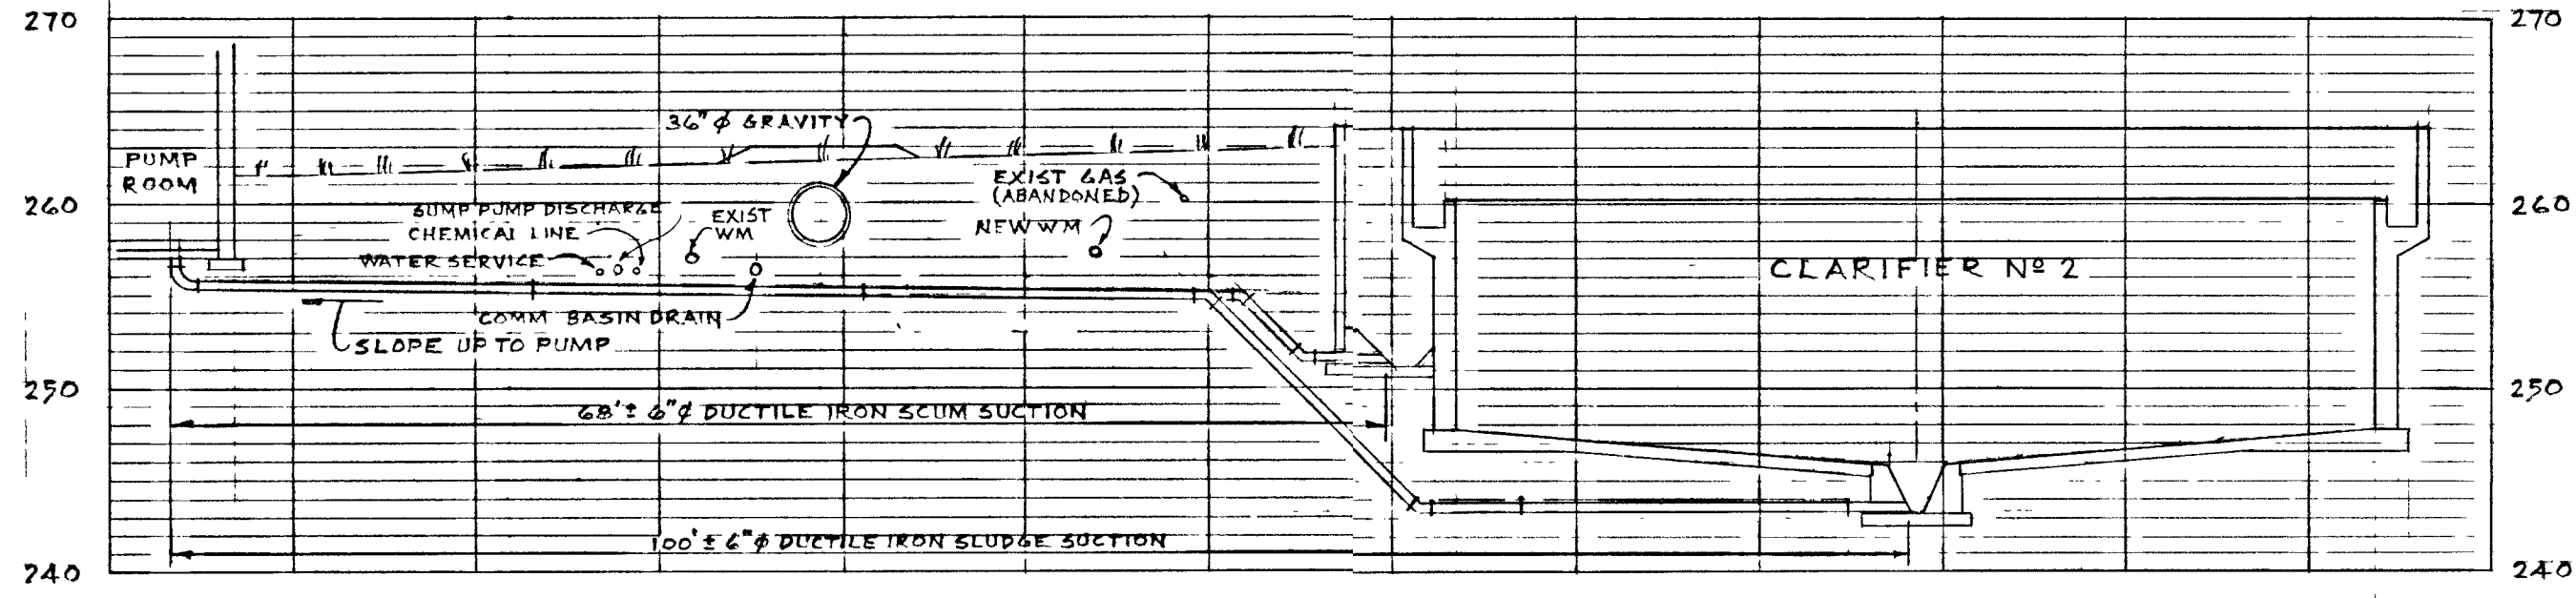 270
270
36"ø GRAVITY
PUMP
ROOM
EXIST GAS
(ABANDONED)
260
SUMP PUMP DISCHARGE
EXIST
WM
260
CHEMICAL LINE
NEW WM
WATER SERVICE
CLARIFIER Nº 2
COMM BASIN DRAIN
SLOPE UP TO PUMP
250
250
68'± 6"ø DUCTILE IRON SCUM SUCTION
100'± 6"ø DUCTILE IRON SLUDGE SUCTION
240
240